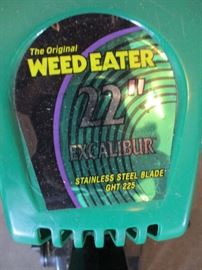 The Original
WEED EATER
22"
EXCALIBUR
STAINLESS STEEL BLADE
GHT 225